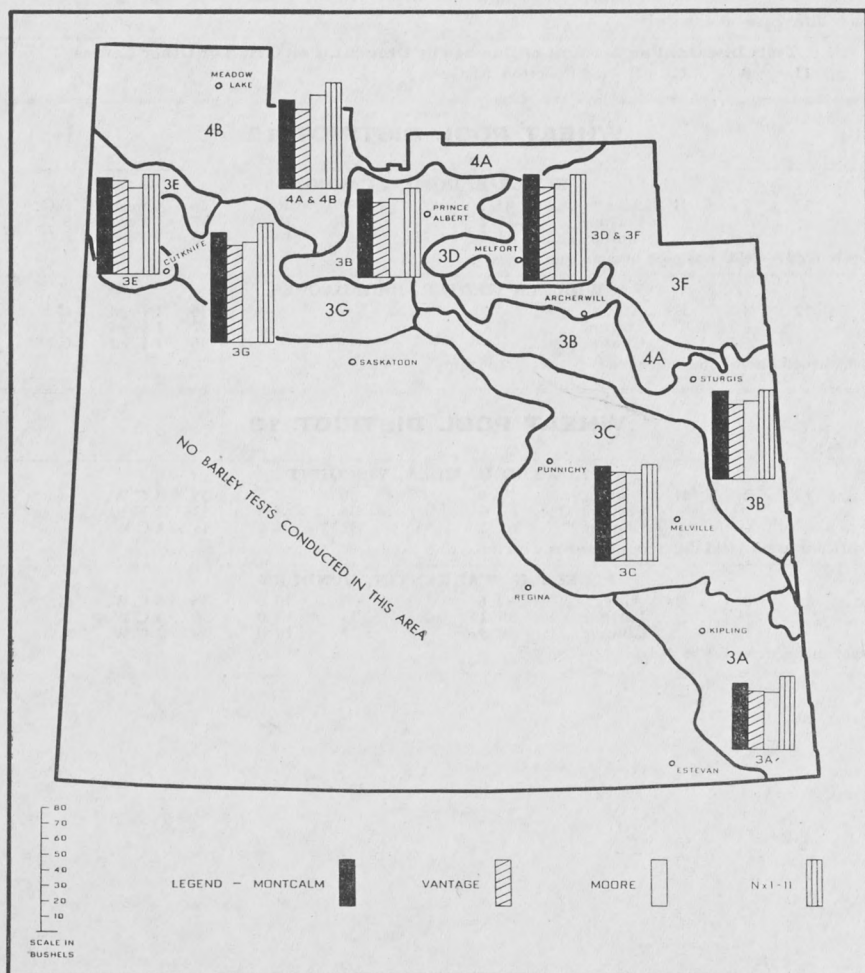 MEADOW
LAKE
4B
4A
4A & 4B
3E
PRINCE
ALBERT
3D & 3F
CUTKNIFE
3E
3B
3D
MELFORT
3F
ARCHERWILL
3G
3G
3B
4A
SASKATOON
STURGIS
3C
PUNNICHY
3B
MELVILLE
3C
NO BARLEY TESTS CONDUCTED IN THIS AREA
REGINA
KIPLING
3A
3A
ESTEVAN
80
70
60
50
40
30
20
10
SCALE IN
BUSHELS
LEGEND – MONTCALM
VANTAGE
MOORE
N x I - II